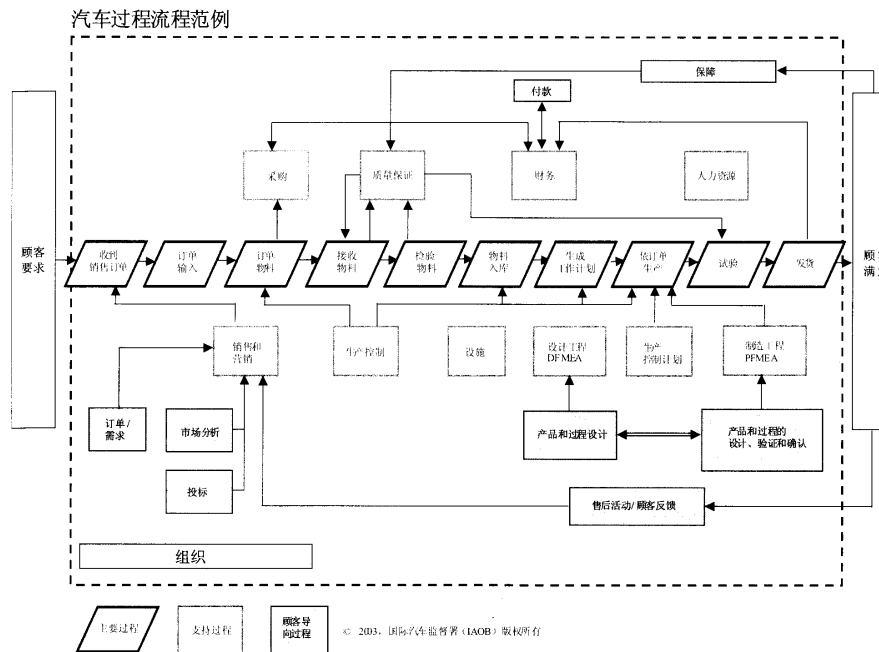 汽车过程流程范例
保障
付款
采购
质量保证
财务
人力资源
顾客
要求
收到
销售订单
订单
输入
订单
物料
接收
物料
检验
物料
物料
入库
生成
工作计划
依订单
生产
试验
发货
顾
满
销售和
营销
生产控制
设施
设计工程
DFMEA
生产
控制计划
制造工程
PFMEA
订单/
需求
市场分析
投标
产品和过程设计
产品和过程的
设计、验证和确认
售后活动/顾客反馈
组织
主要过程
支持过程
顾客导
向过程
© 2003,国际汽车监督署(IAOB)版权所有